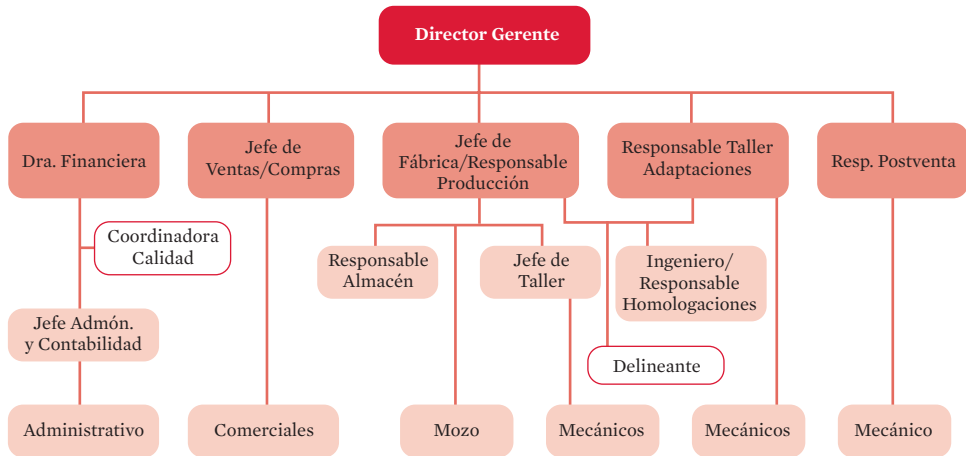 Director Gerente
Dra. Financiera
Jefe de
Ventas/Compras
Jefe de
Fábrica/Responsable
Producción
Responsable Taller
Adaptaciones
Resp. Postventa
Coordinadora
Calidad
Responsable
Almacén
Jefe de
Taller
Ingeniero/
Responsable
Homologaciones
Jefe Admón.
y Contabilidad
Delineante
Administrativo
Comerciales
Mozo
Mecánicos
Mecánicos
Mecánico